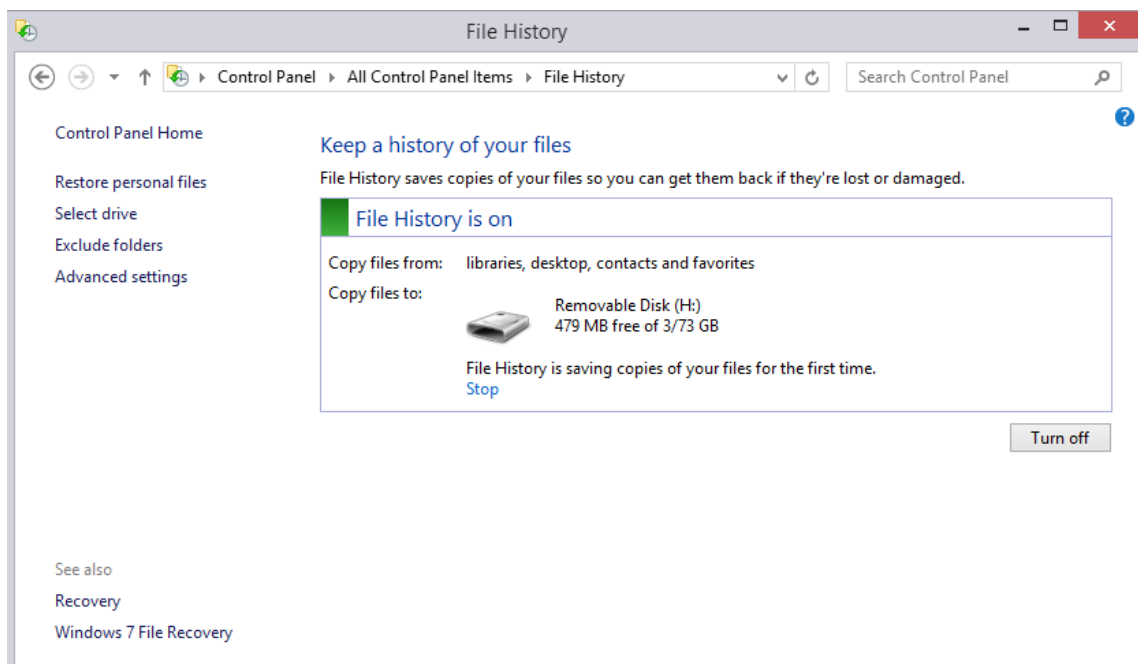 File History
Control Panel ▸ All Control Panel Items ▸ File History
Search Control Panel
Control Panel Home
Restore personal files
Select drive
Exclude folders
Advanced settings
Keep a history of your files
File History saves copies of your files so you can get them back if they're lost or damaged.
File History is on
Copy files from: libraries, desktop, contacts and favorites
Copy files to:
Removable Disk (H:)
479 MB free of 3/73 GB
File History is saving copies of your files for the first time.
Stop
Turn off
See also
Recovery
Windows 7 File Recovery